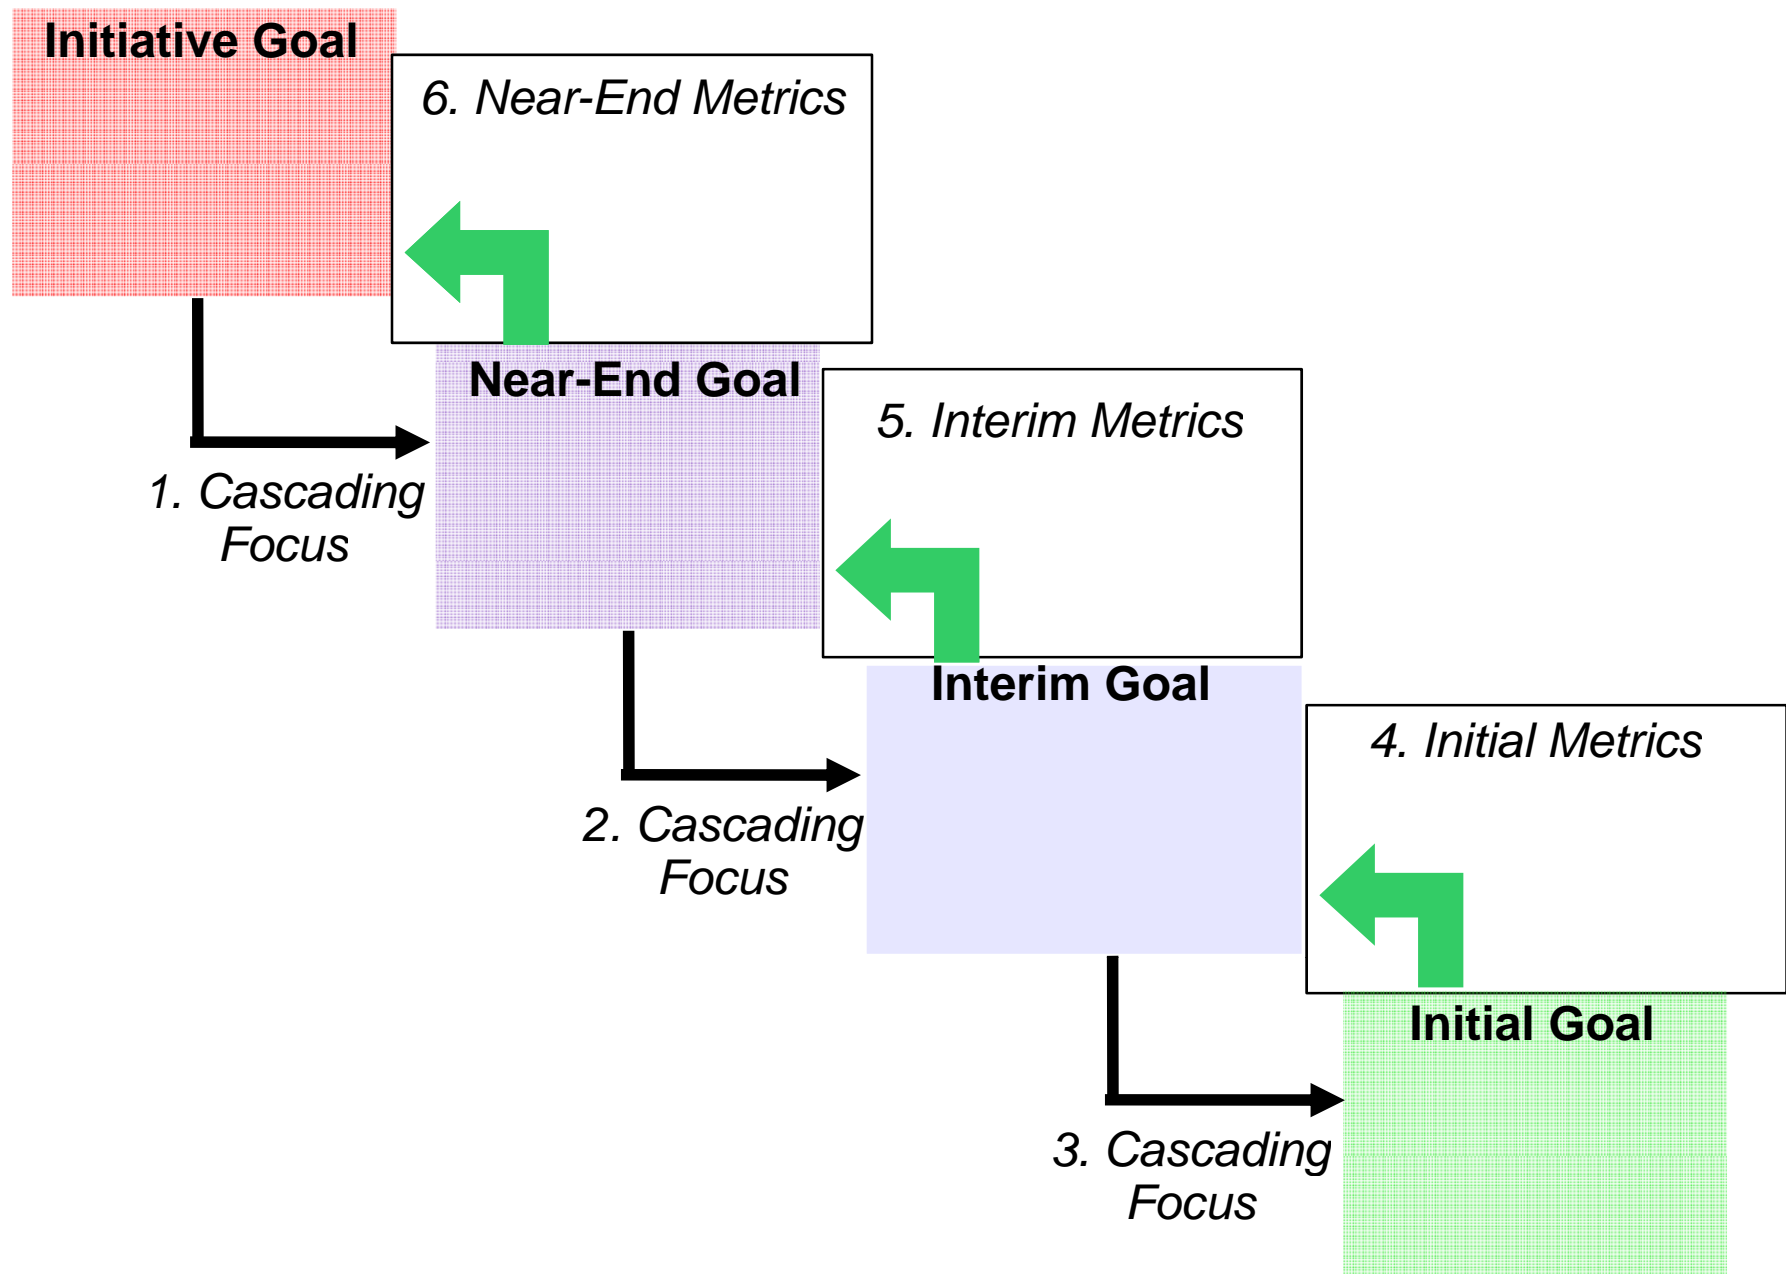 Initiative Goal
6. Near-End Metrics
Near-End Goal
5. Interim Metrics
1. Cascading
Focus
Interim Goal
4. Initial Metrics
2. Cascading
Focus
Initial Goal
3. Cascading
Focus